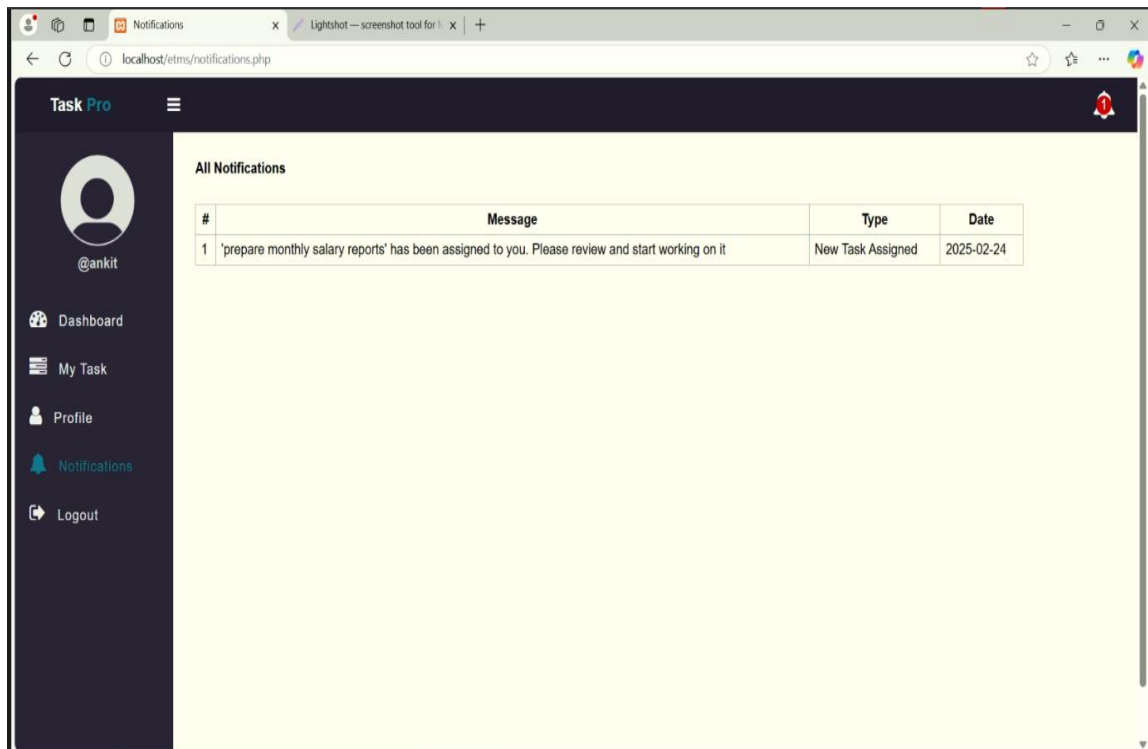 Notifications
Lightshot — screenshot tool for
localhost/etms/notifications.php
Task Pro
1
@ankit
Dashboard
My Task
Profile
Notifications
Logout
All Notifications
# Message Type Date
1 'prepare monthly salary reports' has been assigned to you. Please review and start working on it New Task Assigned 2025-02-24